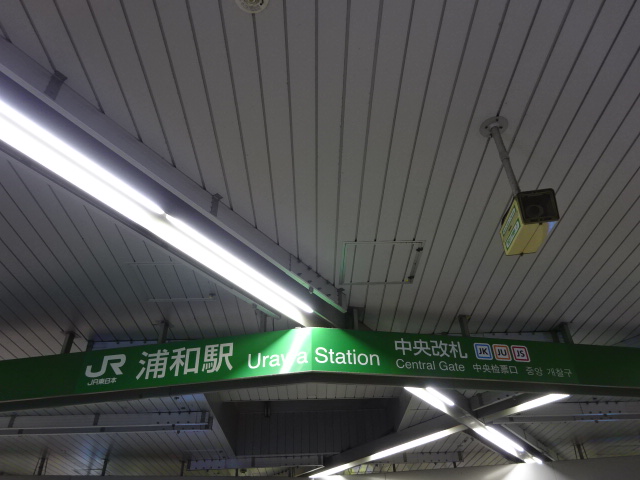 JR
JR東日本
浦和駅 Urawa Station
中央改札 JK JU JS
Central Gate 中央检票口 중앙 개찰구